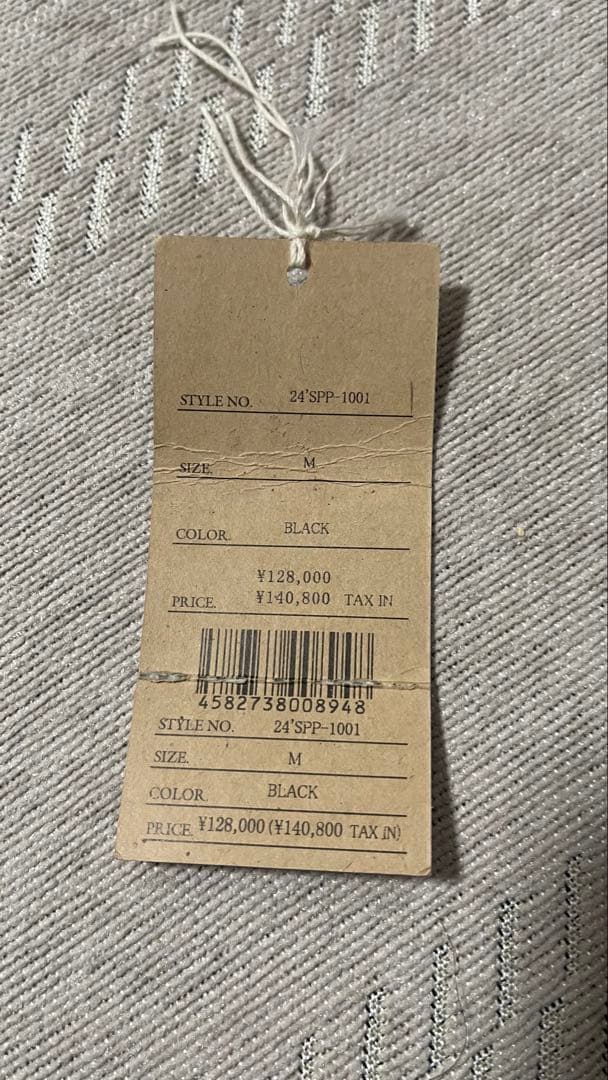 STYLE NO. 24'SPP-1001
SIZE. M
COLOR. BLACK
¥128,000
PRICE. ¥140,800 TAX IN
4582738008948
STYLE NO. 24'SPP-1001
SIZE. M
COLOR. BLACK
PRICE. ¥128,000 (¥140,800 TAX IN)